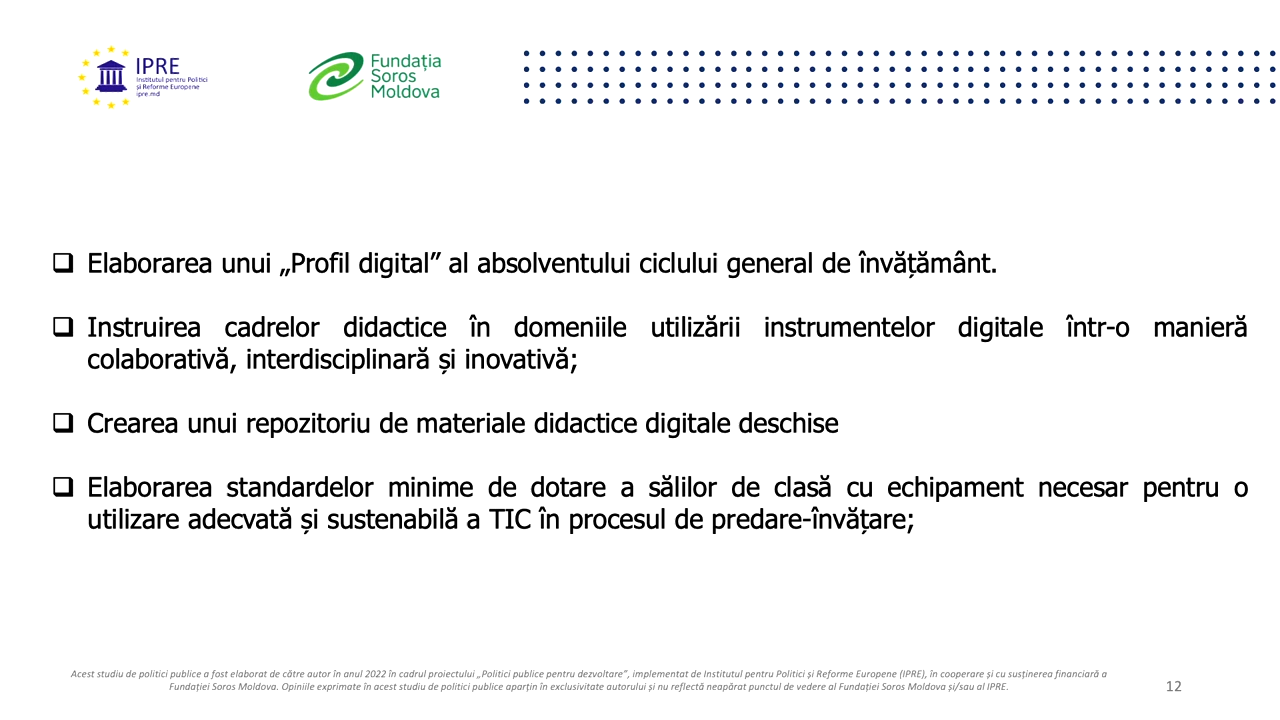 IPRE
Institutul pentru Politici
și Reforme Europene
ipre.md
Fundația
Soros
Moldova
Elaborarea unui „Profil digital” al absolventului ciclului general de învățământ.
Instruirea cadrelor didactice în domeniile utilizării instrumentelor digitale într-o manieră
colaborativă, interdisciplinară și inovativă;
Crearea unui repozitoriu de materiale didactice digitale deschise
Elaborarea standardelor minime de dotare a sălilor de clasă cu echipament necesar pentru o
utilizare adecvată și sustenabilă a TIC în procesul de predare-învățare;
Acest studiu de politici publice a fost elaborat de către autor în anul 2022 în cadrul proiectului „Politici publice pentru dezvoltare”, implementat de Institutul pentru Politici și Reforme Europene (IPRE), în cooperare și cu susținerea financiară a
Fundației Soros Moldova. Opiniile exprimate în acest studiu de politici publice aparțin în exclusivitate autorului și nu reflectă neapărat punctul de vedere al Fundației Soros Moldova și/sau al IPRE.
12